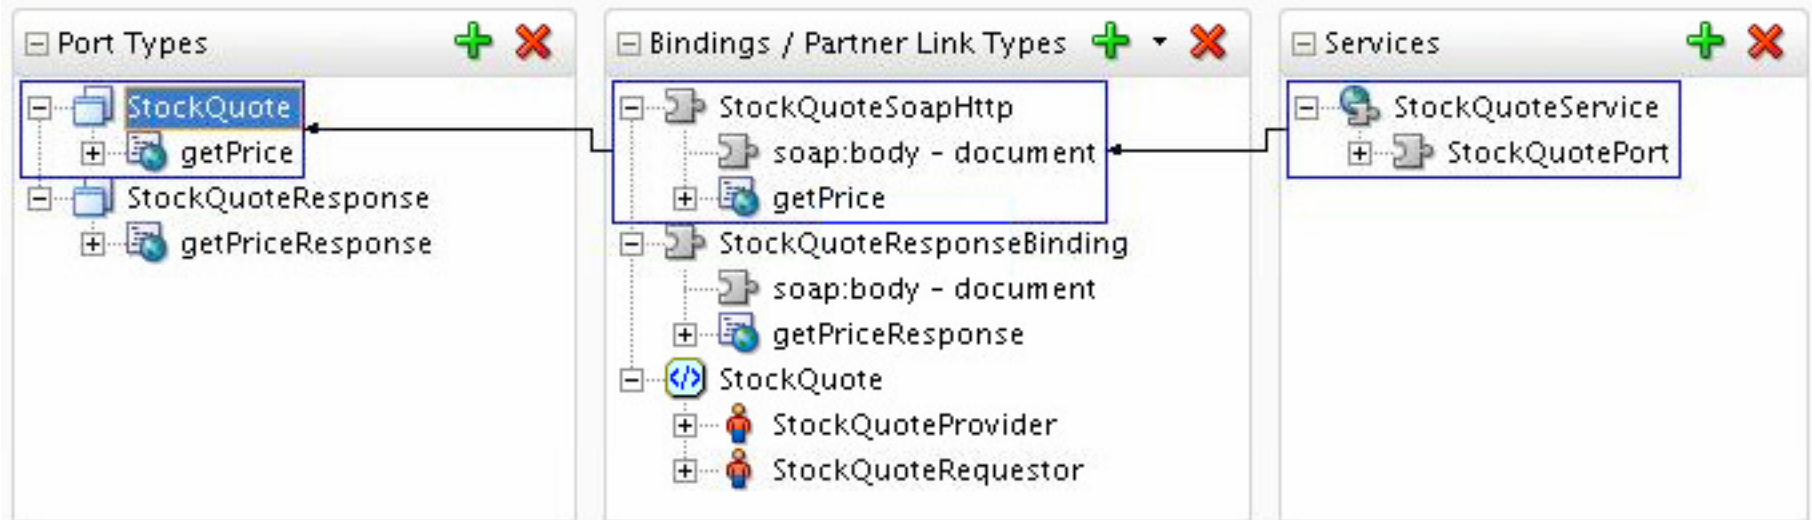 Port Types
StockQuote
getPrice
StockQuoteResponse
getPriceResponse
Bindings / Partner Link Types
StockQuoteSoapHttp
soap:body - document
getPrice
StockQuoteResponseBinding
soap:body - document
getPriceResponse
StockQuote
StockQuoteProvider
StockQuoteRequestor
Services
StockQuoteService
StockQuotePort